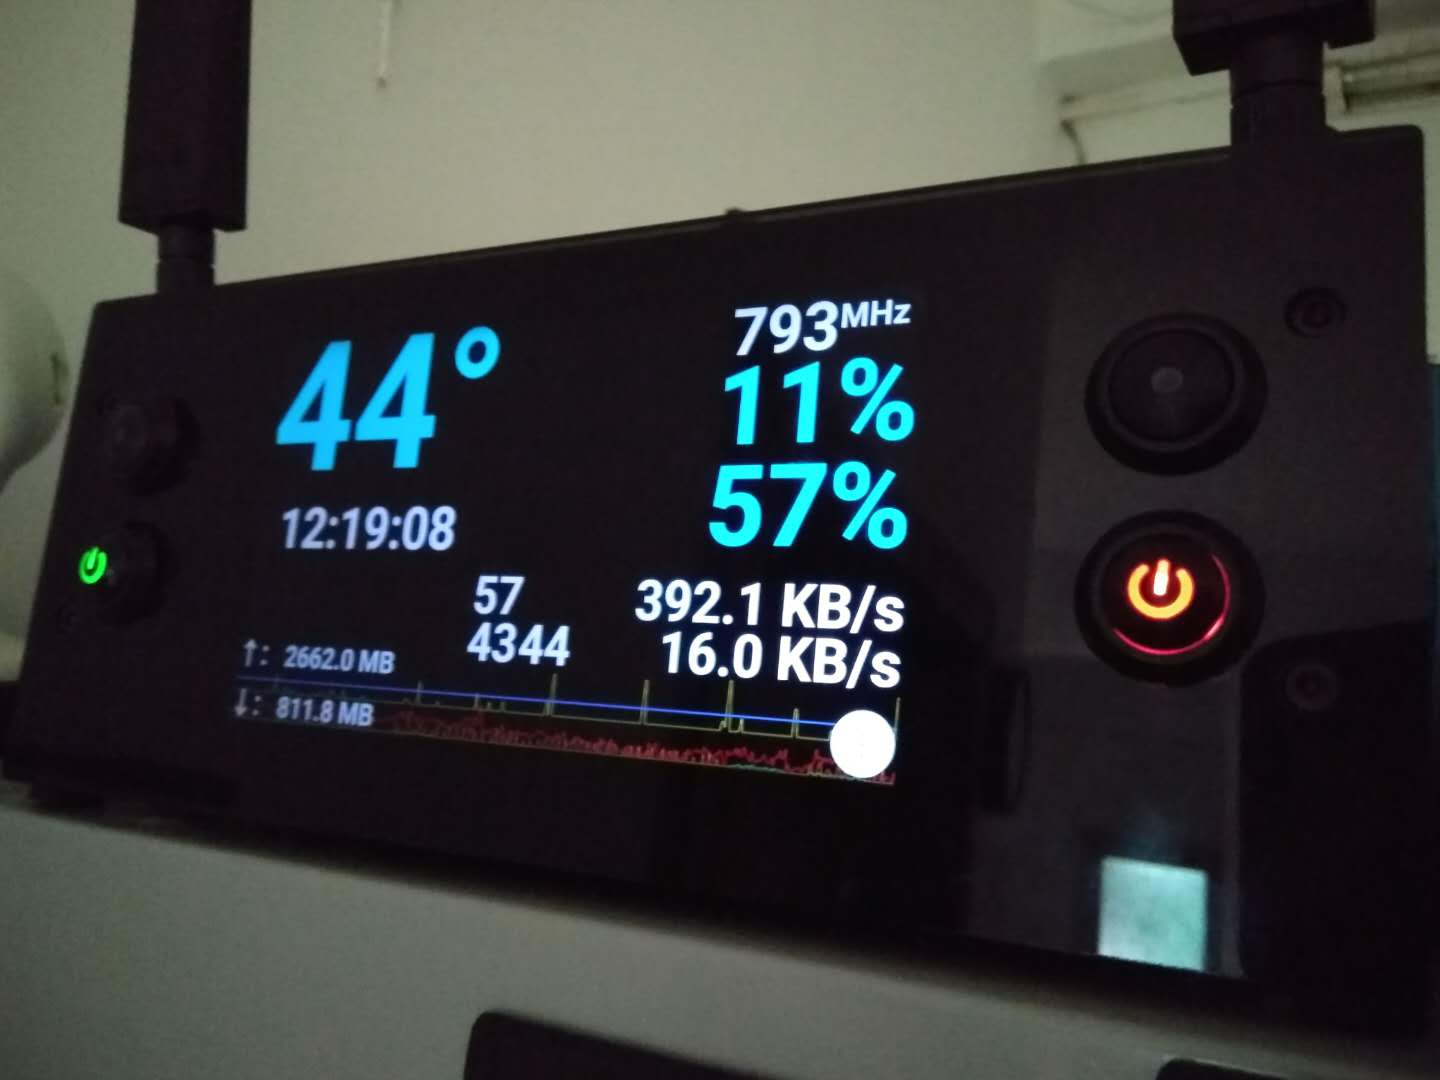 44°
793MHz
11%
57%
12:19:08
57
4344
392.1 KB/s
16.0 KB/s
↑: 2662.0 MB
↓: 811.8 MB